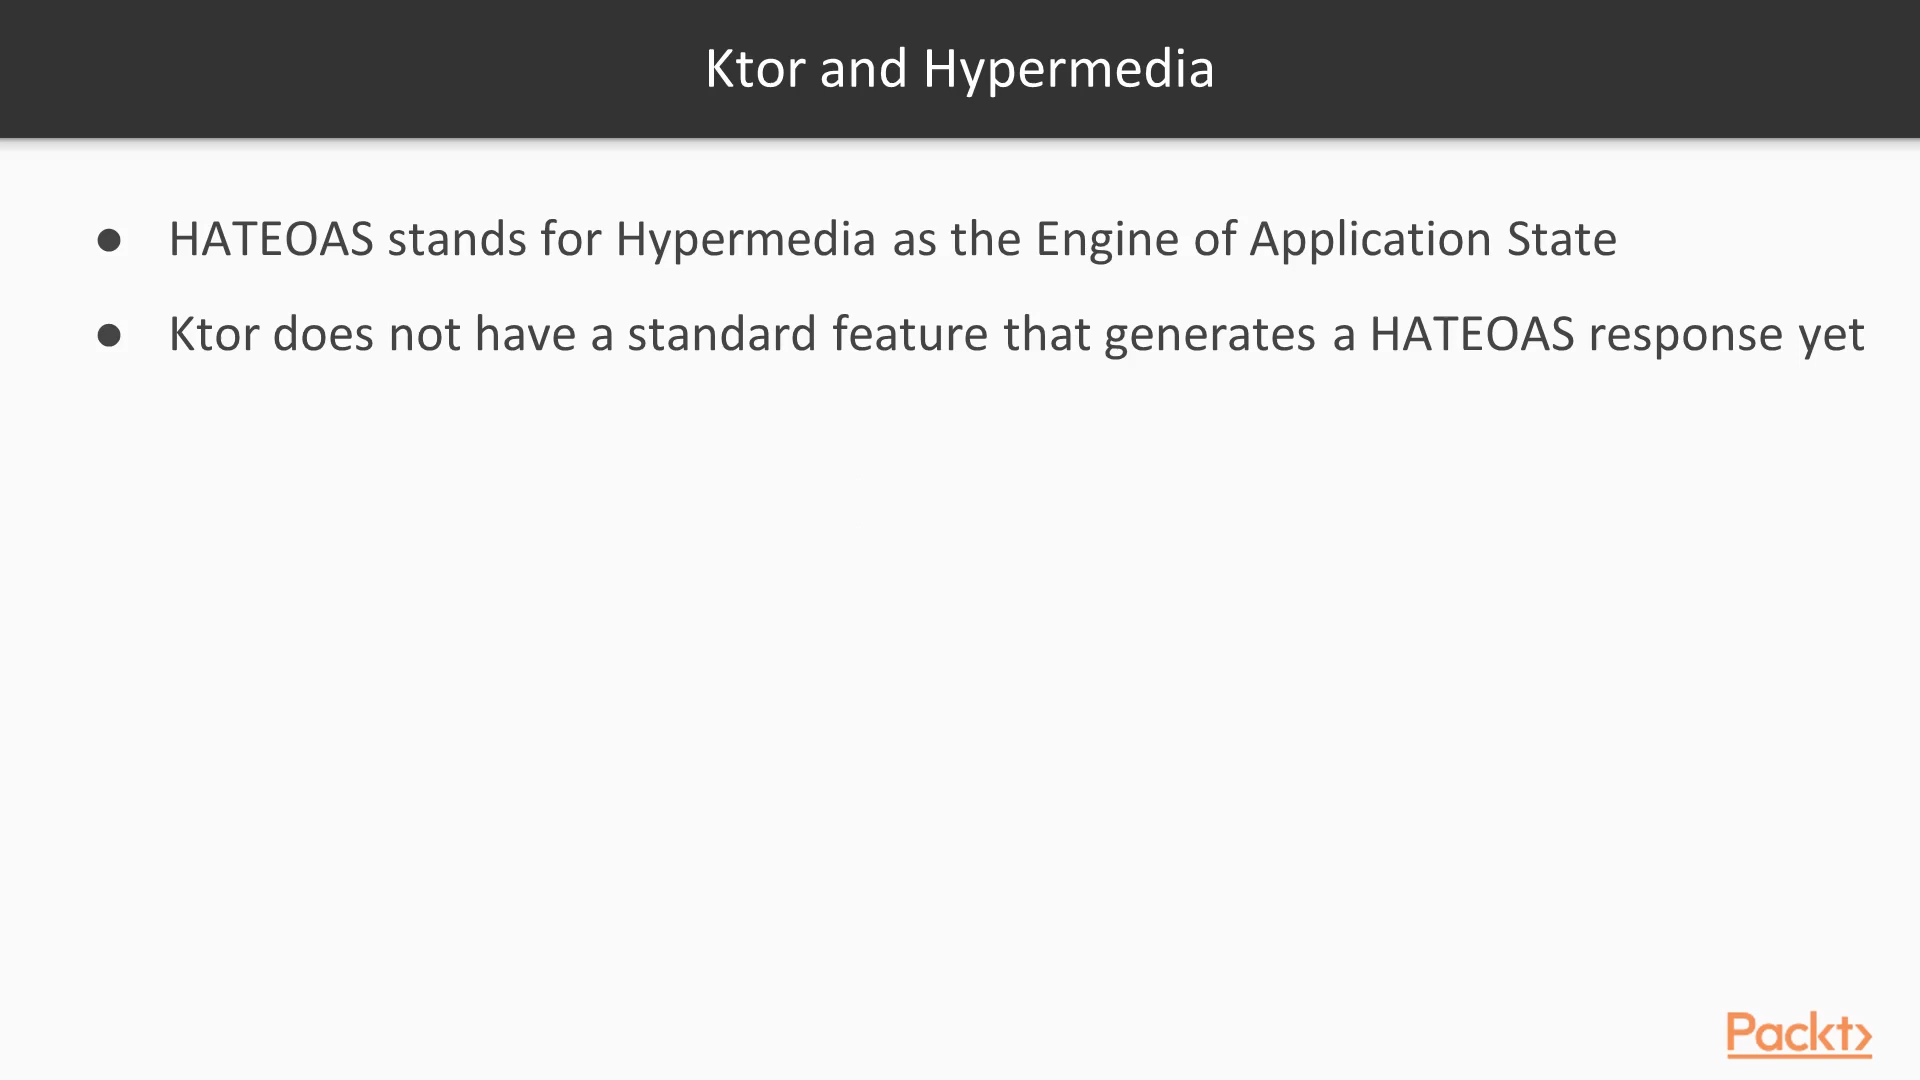 Ktor and Hypermedia
● HATEOAS stands for Hypermedia as the Engine of Application State
● Ktor does not have a standard feature that generates a HATEOAS response yet
Packt>